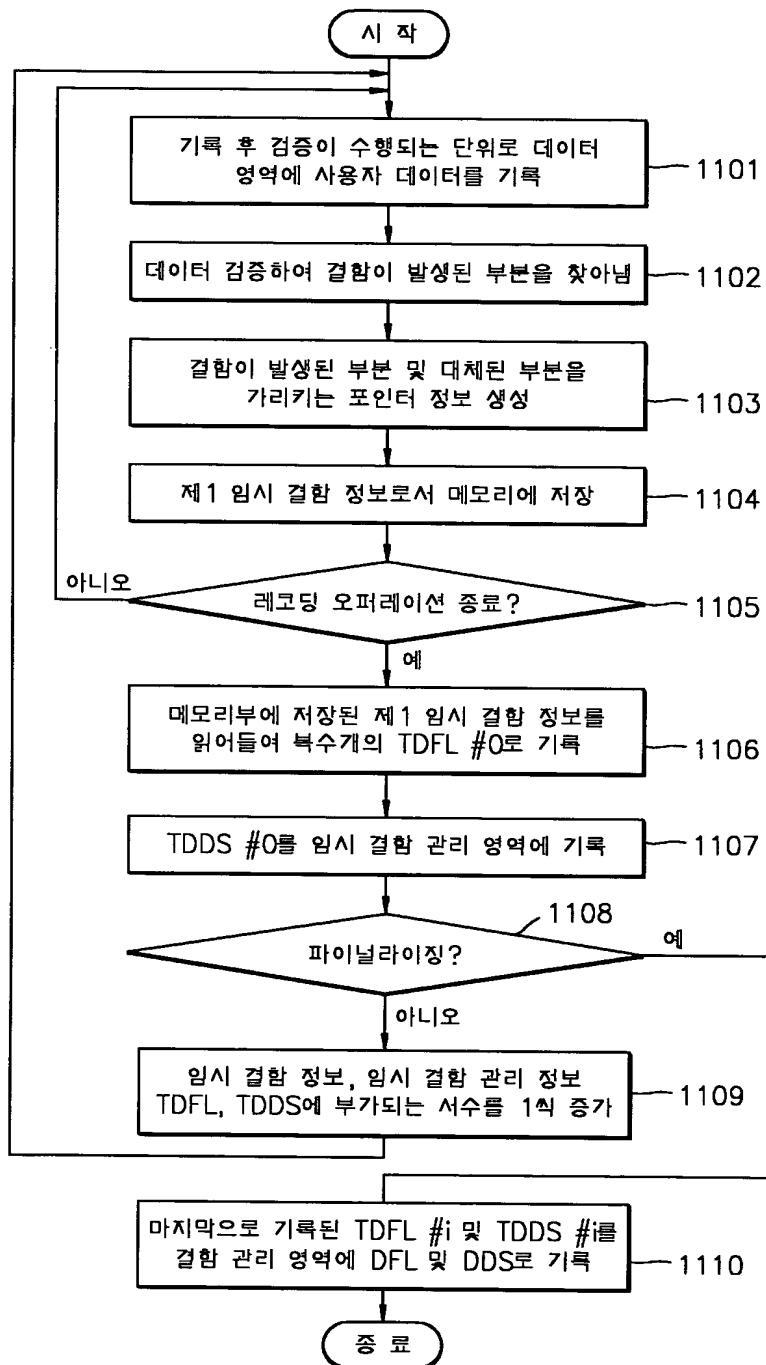 시 작
기록 후 검증이 수행되는 단위로 데이터
영역에 사용자 데이터를 기록
1101
데이터 검증하여 결함이 발생된 부분을 찾아냄
1102
결함이 발생된 부분 및 대체된 부분을
가리키는 포인터 정보 생성
1103
제1 임시 결함 정보로서 메모리에 저장
1104
아니오
레코딩 오퍼레이션 종료?
1105
예
메모리부에 저장된 제1 임시 결함 정보를
읽어들여 복수개의 TDFL #0로 기록
1106
TDDS #0를 임시 결함 관리 영역에 기록
1107
1108
파이널라이징?
예
아니오
임시 결함 정보, 임시 결함 관리 정보
TDFL, TDDS에 부가되는 서수를 1씩 증가
1109
마지막으로 기록된 TDFL #i 및 TDDS #i를
결함 관리 영역에 DFL 및 DDS로 기록
1110
종 료